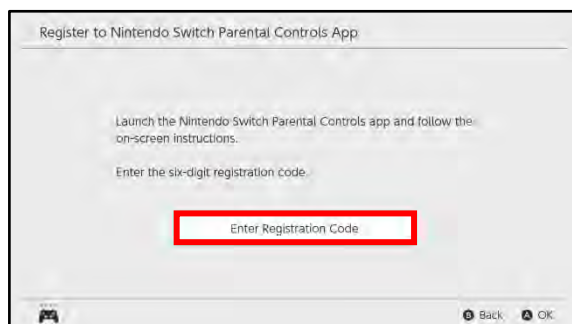 Register to Nintendo Switch Parental Controls App
Launch the Nintendo Switch Parental Controls app and follow the
on-screen instructions.
Enter the six-digit registration code.
Enter Registration Code
B Back A OK